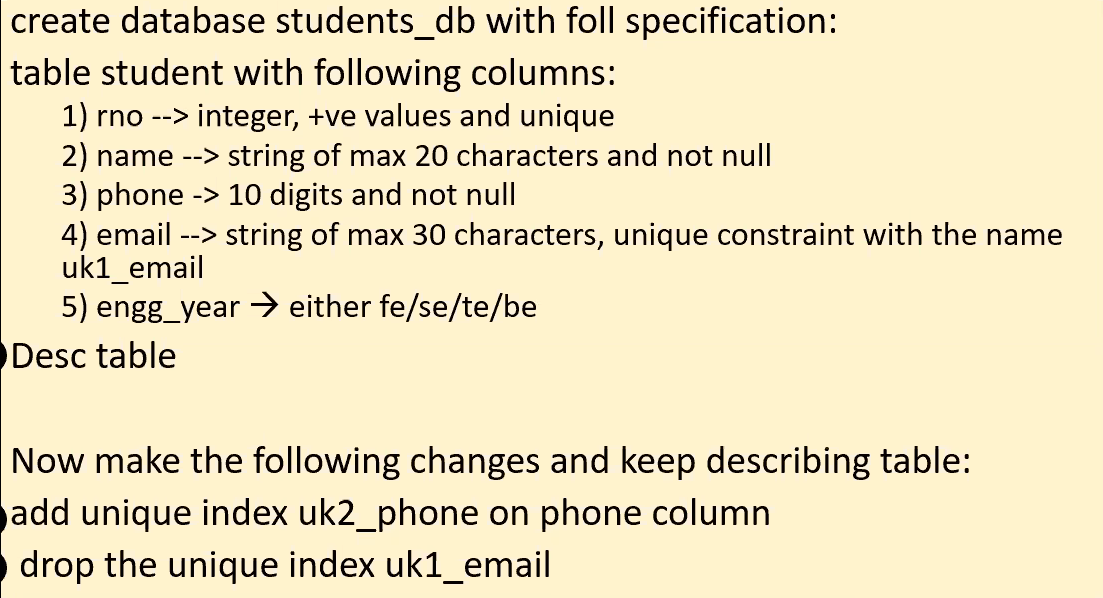 create database students_db with foll specification:
table student with following columns:
1) rno --> integer, +ve values and unique
2) name --> string of max 20 characters and not null
3) phone -> 10 digits and not null
4) email --> string of max 30 characters, unique constraint with the name
uk1_email
5) engg_year → either fe/se/te/be
Desc table
Now make the following changes and keep describing table:
add unique index uk2_phone on phone column
drop the unique index uk1_email